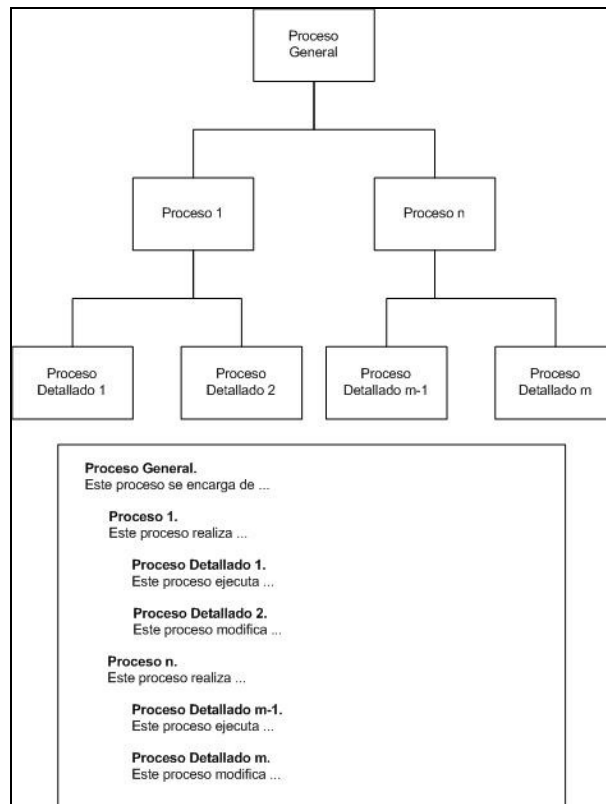 Proceso
General
Proceso 1
Proceso n
Proceso
Detallado 1
Proceso
Detallado 2
Proceso
Detallado m-1
Proceso
Detallado m
Proceso General.
Este proceso se encarga de ...
Proceso 1.
Este proceso realiza ...
Proceso Detallado 1.
Este proceso ejecuta ...
Proceso Detallado 2.
Este proceso modifica ...
Proceso n.
Este proceso realiza ...
Proceso Detallado m-1.
Este proceso ejecuta ...
Proceso Detallado m.
Este proceso modifica ...